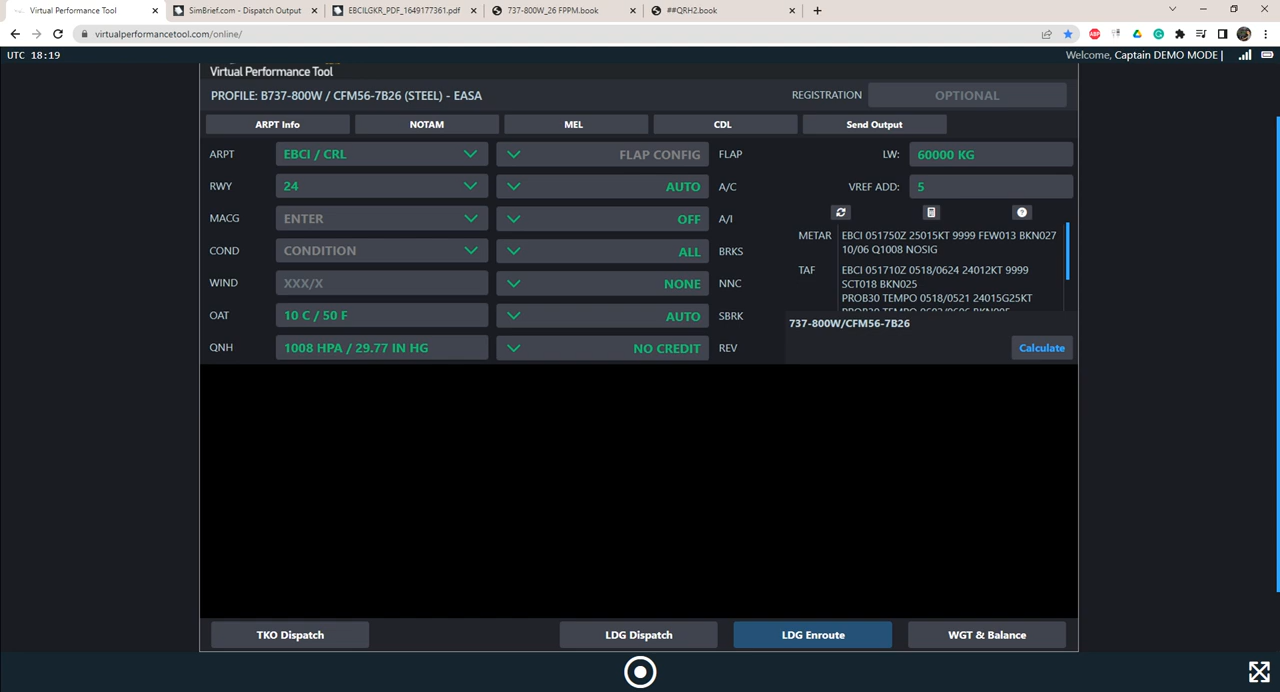 Virtual Performance Tool
SimBrief.com - Dispatch Output
EBCILGKR_PDF_1649177361.pdf
737-800W_26 FPPM.book
##QRH2.book
virtualperformancetool.com/online/
ABP
UTC 18:19
Welcome, Captain DEMO MODE |
Virtual Performance Tool
PROFILE: B737-800W / CFM56-7B26 (STEEL) - EASA
REGISTRATION
OPTIONAL
ARPT Info
NOTAM
MEL
CDL
Send Output
ARPT
EBCI / CRL
FLAP CONFIG
FLAP
LW:
60000 KG
RWY
24
AUTO
A/C
VREF ADD:
5
MACG
ENTER
OFF
A/I
?
COND
CONDITION
ALL
BRKS
METAR
EBCI 051750Z 25015KT 9999 FEW013 BKN027
10/06 Q1008 NOSIG
WIND
XXX/X
NONE
NNC
TAF
EBCI 051710Z 0518/0624 24012KT 9999
SCT018 BKN025
PROB30 TEMPO 0518/0521 24015G25KT
OAT
10 C / 50 F
AUTO
SBRK
737-800W/CFM56-7B26
QNH
1008 HPA / 29.77 IN HG
NO CREDIT
REV
Calculate
TKO Dispatch
LDG Dispatch
LDG Enroute
WGT & Balance